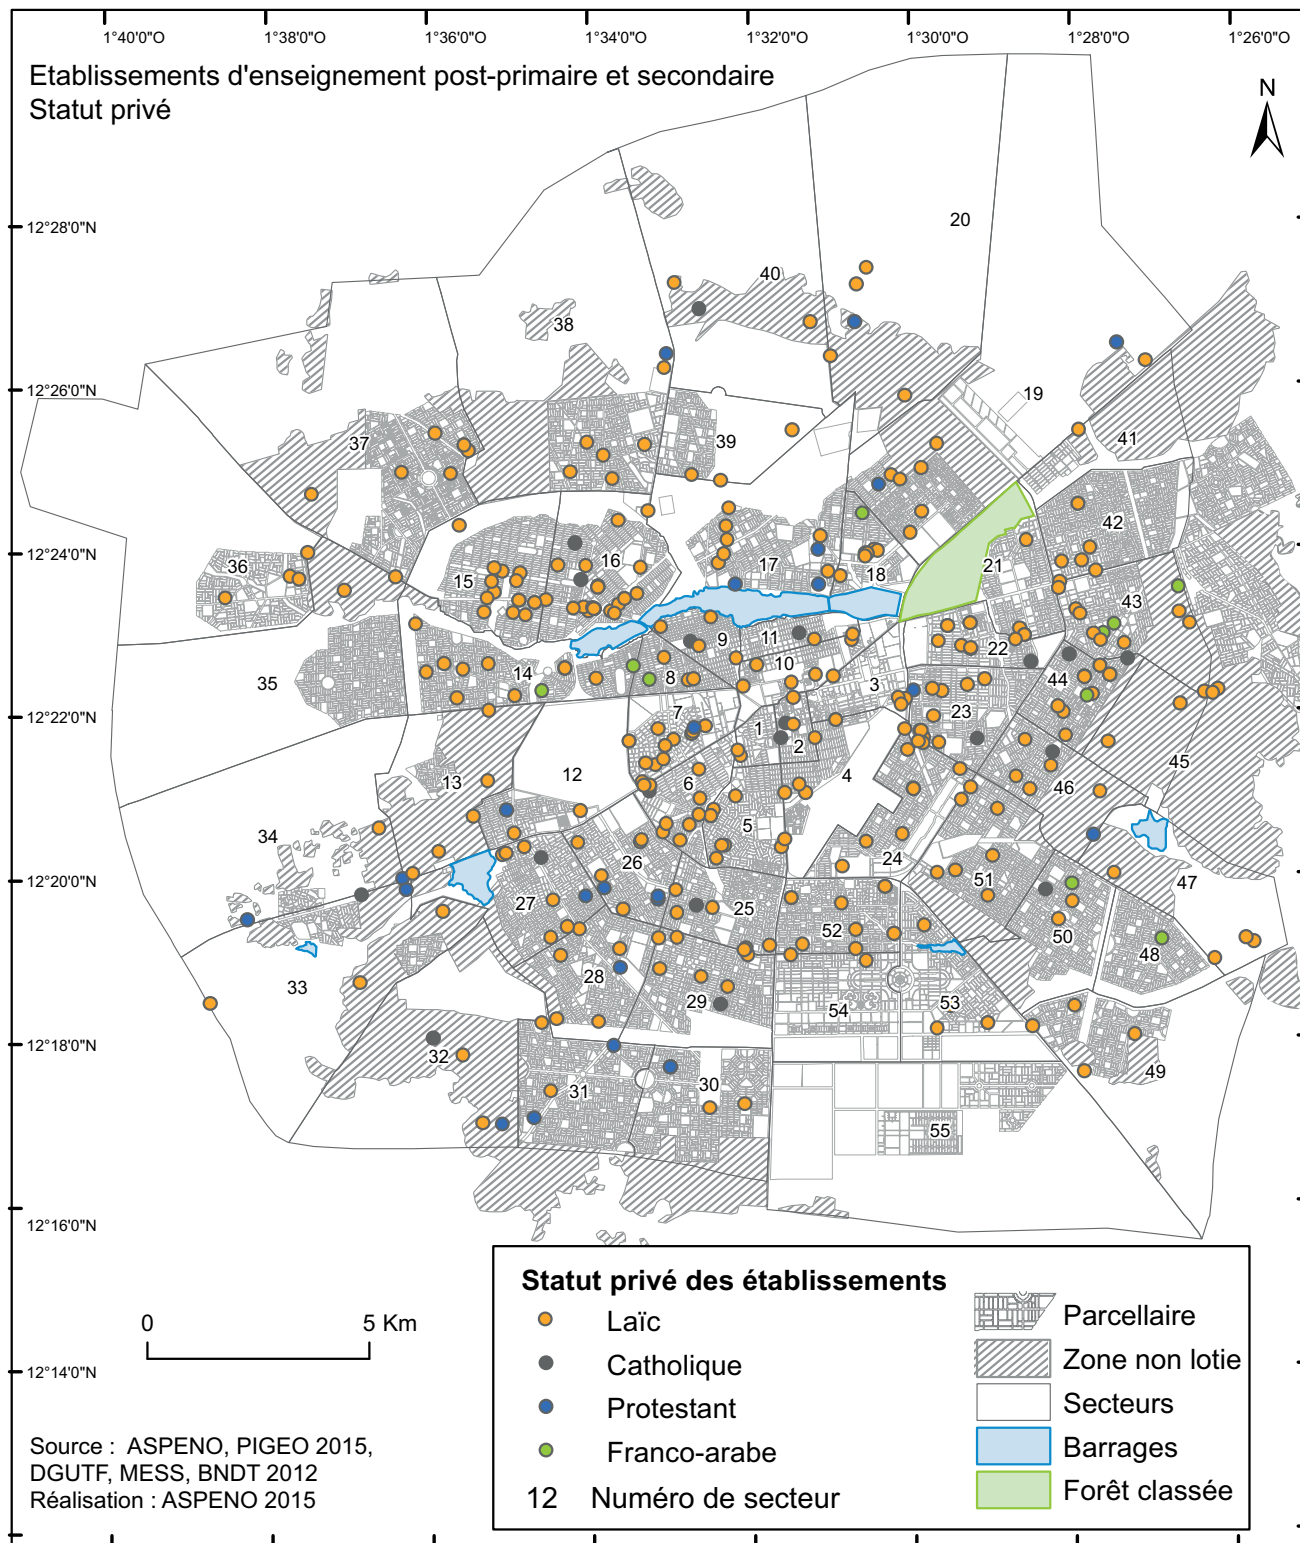 1°40'0"O 1°38'0"O 1°36'0"O 1°34'0"O 1°32'0"O 1°30'0"O 1°28'0"O 1°26'0"O
Etablissements d'enseignement post-primaire et secondaire
Statut privé
N
12°28'0"N
20
40
38
12°26'0"N
19
37
39
41
42
12°24'0"N
36
15
16
17
18
21
43
22
9
11
10
8
14
44
35
3
12°22'0"N
7
23
1
2
45
12
13
4
6
46
5
34
26
24
12°20'0"N
51
47
27
25
52
50
48
28
33
29
54
53
12°18'0"N
32
49
31
30
55
12°16'0"N
Statut privé des établissements
Laïc
Catholique
Protestant
Franco-arabe
12 Numéro de secteur
Parcellaire
Zone non lotie
Secteurs
Barrages
Forêt classée
0 5 Km
12°14'0"N
Source : ASPENO, PIGEO 2015,
DGUTF, MESS, BNDT 2012
Réalisation : ASPENO 2015